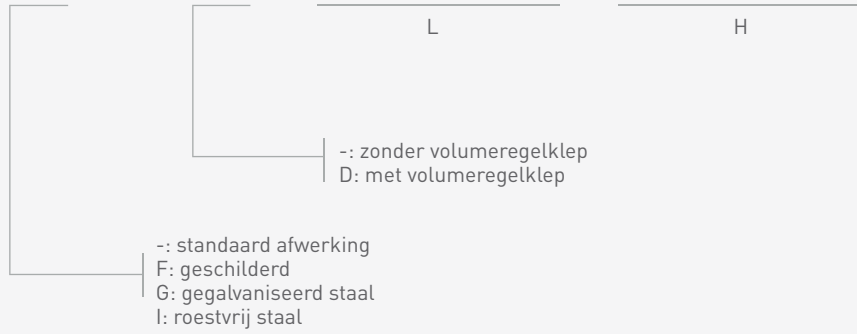 L H
-: zonder volumeregelklep
D: met volumeregelklep
-: standaard afwerking
F: geschilderd
G: gegalvaniseerd staal
I: roestvrij staal